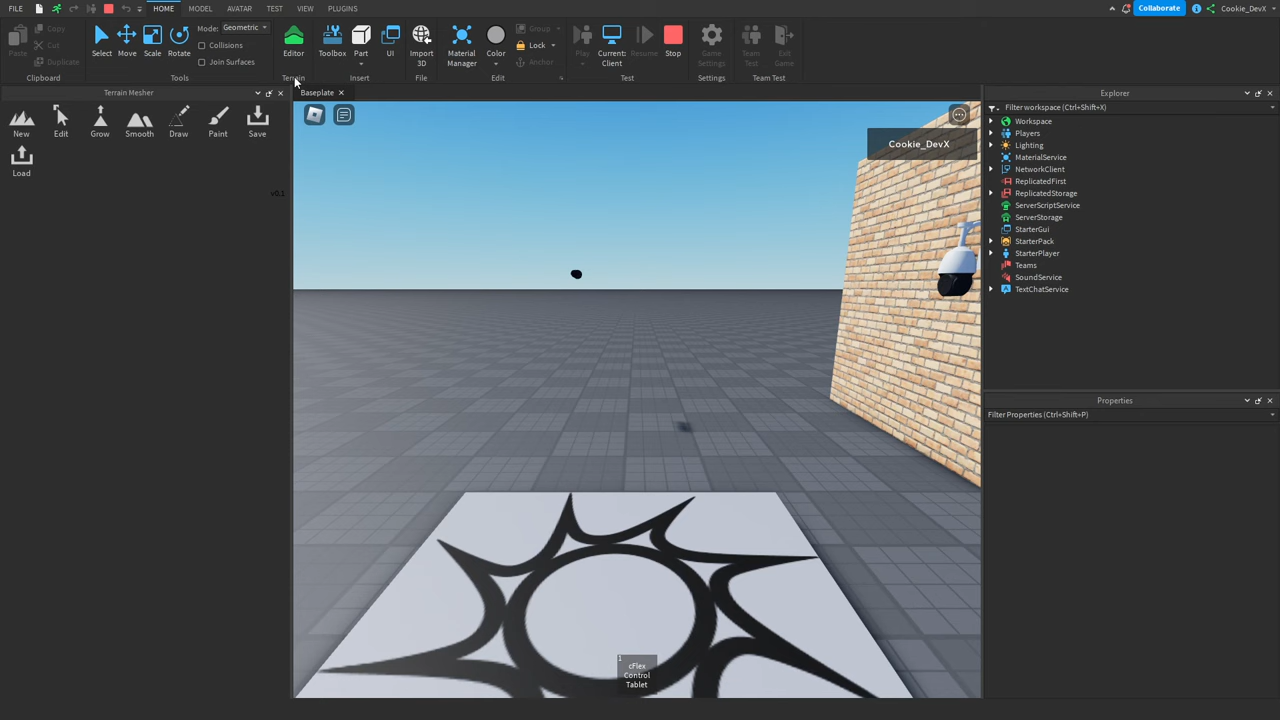 FILE HOME MODEL AVATAR TEST VIEW PLUGINS Collaborate Cookie_DevX
Copy Mode: Geometric Group
Cut Collisions Lock
Duplicate Join Surfaces Anchor
Paste Select Move Scale Rotate Editor Toolbox Part UI Import 3D Material Manager Color Play Current: Client Resume Stop Game Settings Team Test Exit Game
Clipboard Tools Terrain Insert File Edit Test Settings Team Test
Terrain Mesher
New Edit Grow Smooth Draw Paint Save
Load
v0.1
Baseplate
Cookie_DevX
1
cFlex
Control
Tablet
Explorer
Filter workspace (Ctrl+Shift+X)
Workspace
Players
Lighting
MaterialService
NetworkClient
ReplicatedFirst
ReplicatedStorage
ServerScriptService
ServerStorage
StarterGui
StarterPack
StarterPlayer
Teams
SoundService
TextChatService
Properties
Filter Properties (Ctrl+Shift+P)